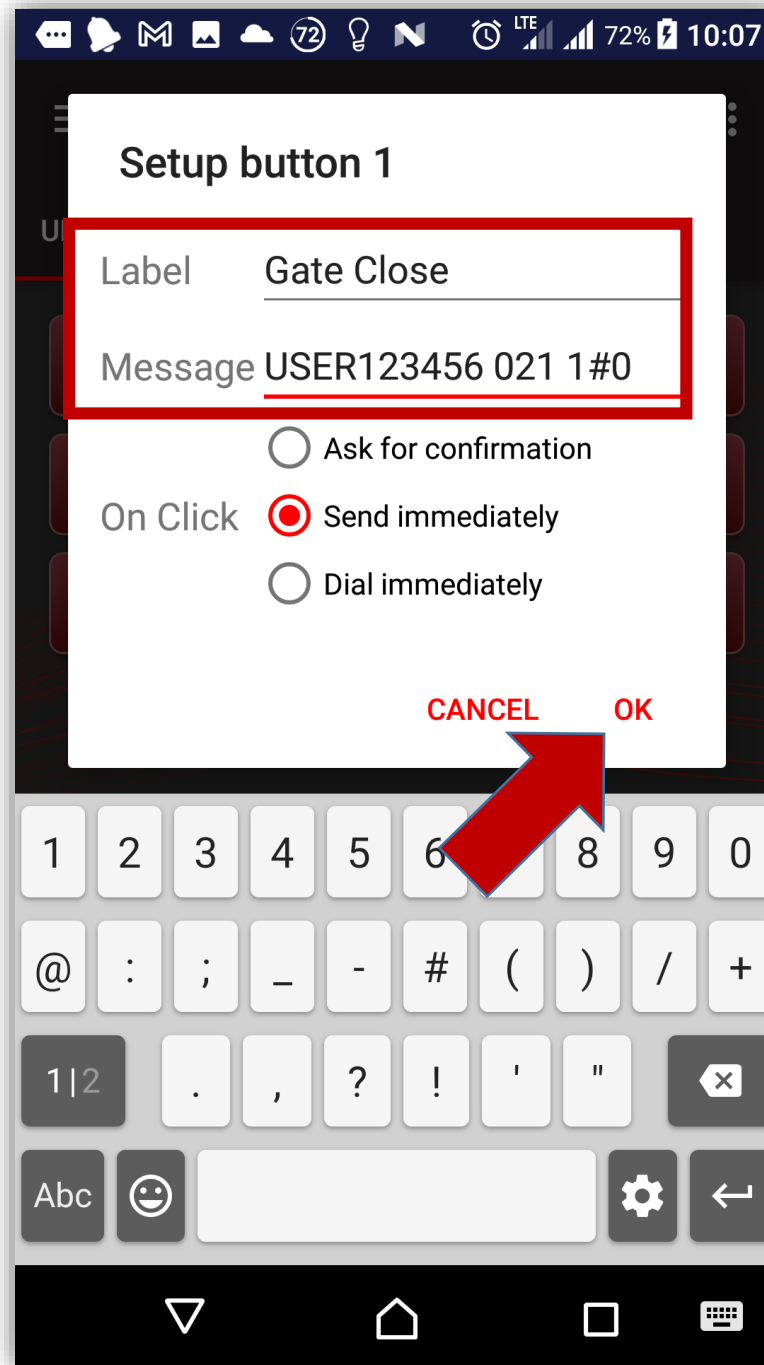 72 N LTE 72% 10:07
Setup button 1
Label Gate Close
Message USER123456 021 1#0
Ask for confirmation
On Click Send immediately
Dial immediately
CANCEL OK
1 2 3 4 5 6 8 9 0
@ : ; _ - # ( ) / +
1|2 . , ? ! ' "
Abc